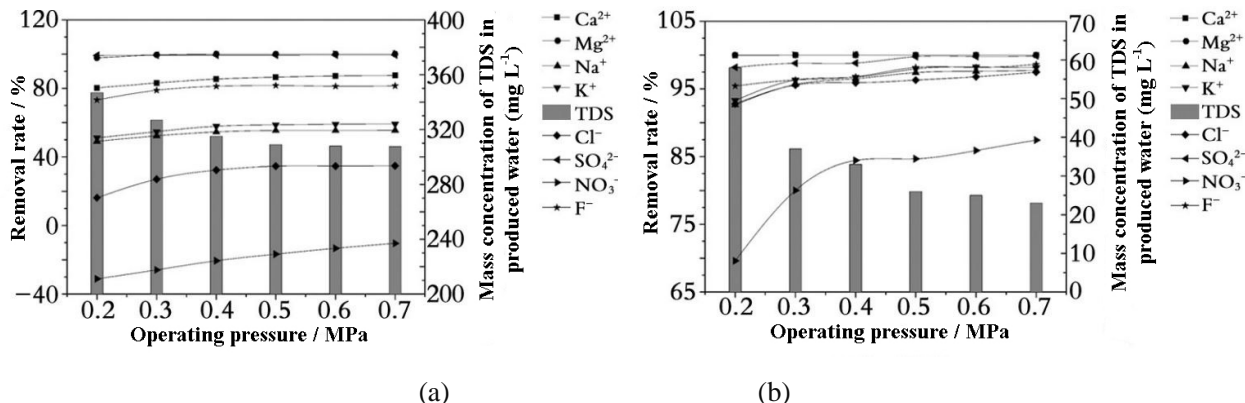 120
80
40
0
−40
Removal rate / %
400
360
320
280
240
200
Mass concentration of TDS in
produced water (mg L⁻¹)
0.2 0.3 0.4 0.5 0.6 0.7
Operating pressure / MPa
Ca²⁺
Mg²⁺
Na⁺
K⁺
TDS
Cl⁻
SO₄²⁻
NO₃⁻
F⁻
(a)
105
95
85
75
65
Removal rate / %
70
60
50
40
30
20
10
0
Mass concentration of TDS in
produced water (mg L⁻¹)
0.2 0.3 0.4 0.5 0.6 0.7
Operating pressure / MPa
Ca²⁺
Mg²⁺
Na⁺
K⁺
TDS
Cl⁻
SO₄²⁻
NO₃⁻
F⁻
(b)